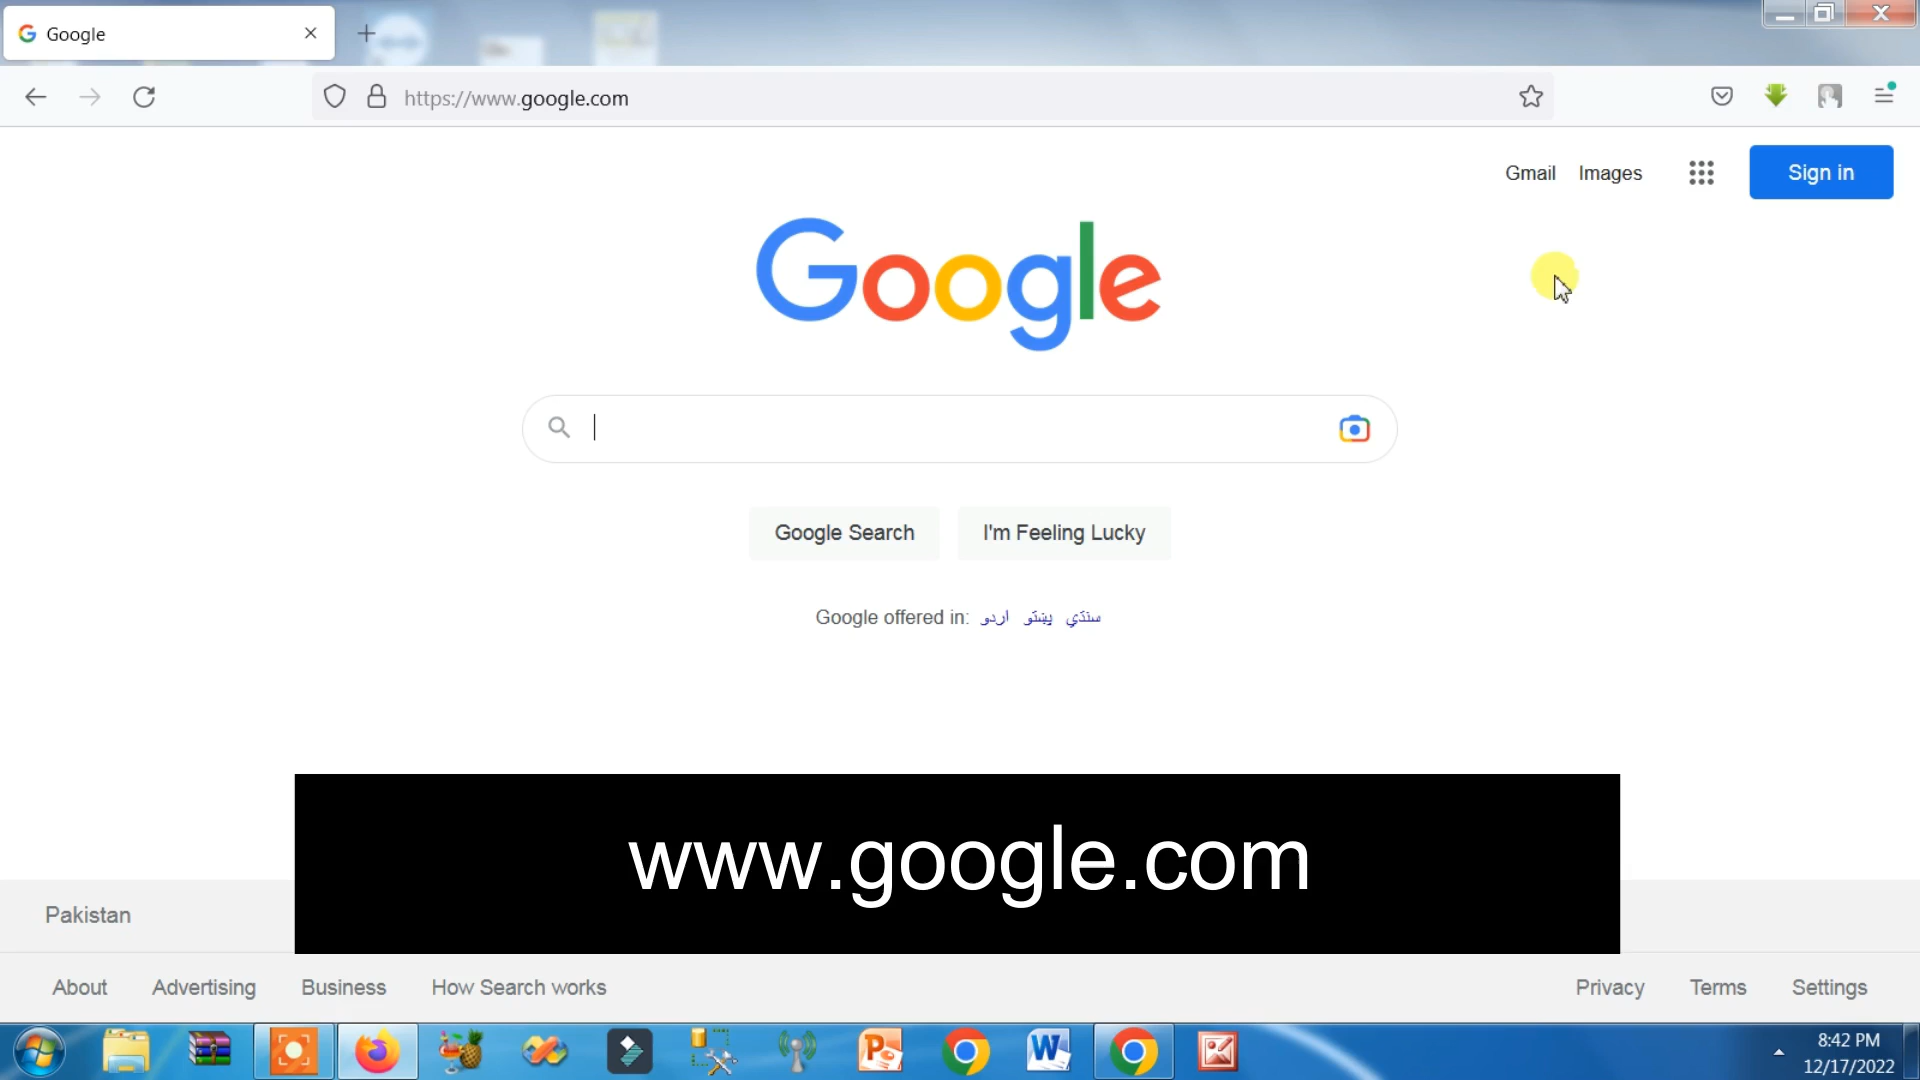 Google
https://www.google.com
Gmail Images Sign in
Google
Google Search I'm Feeling Lucky
Google offered in: اردو پښتو سنڌي
www.google.com
Pakistan
About Advertising Business How Search works Privacy Terms Settings
8:42 PM
12/17/2022